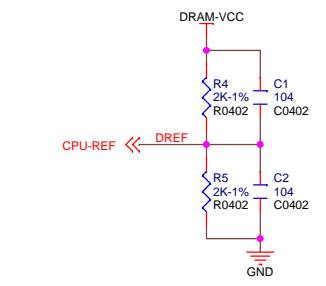 DRAM-VCC
R4
2K-1%
R0402
C1
104
C0402
CPU-REF
DREF
R5
2K-1%
R0402
C2
104
C0402
GND